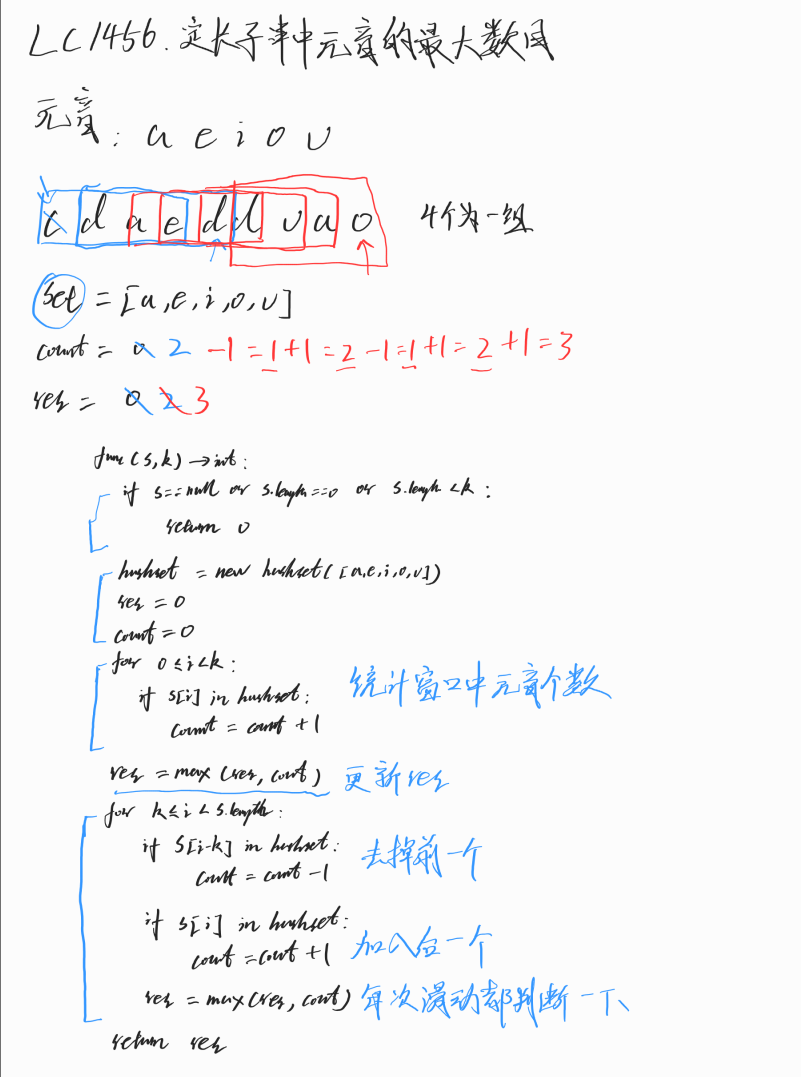 LC1456.定长子串中元音的最大数目
元音: a e i o u
c d a e d d u a o 4个为一组
set = [a,e,i,o,u]
count = 0 2 -1=1+1=2-1=1+1=2+1=3
res = 0 2 3
func(s,k)→int:
if s==null or s.length==0 or s.length<k:
return 0
hashset = new hashset([a,e,i,o,u])
res = 0
count=0
for 0≤i<k:
if s[i] in hashset: 统计窗口中元音个数
count = count +1
res = max(res, cout) 更新res
for k≤i<s.length:
if s[i-k] in hashset: 去掉前一个
count = count -1
if s[i] in hashset:
cout =cout +1 加入后一个
res = max(res, cout) 每次滑动都判断一下
return res